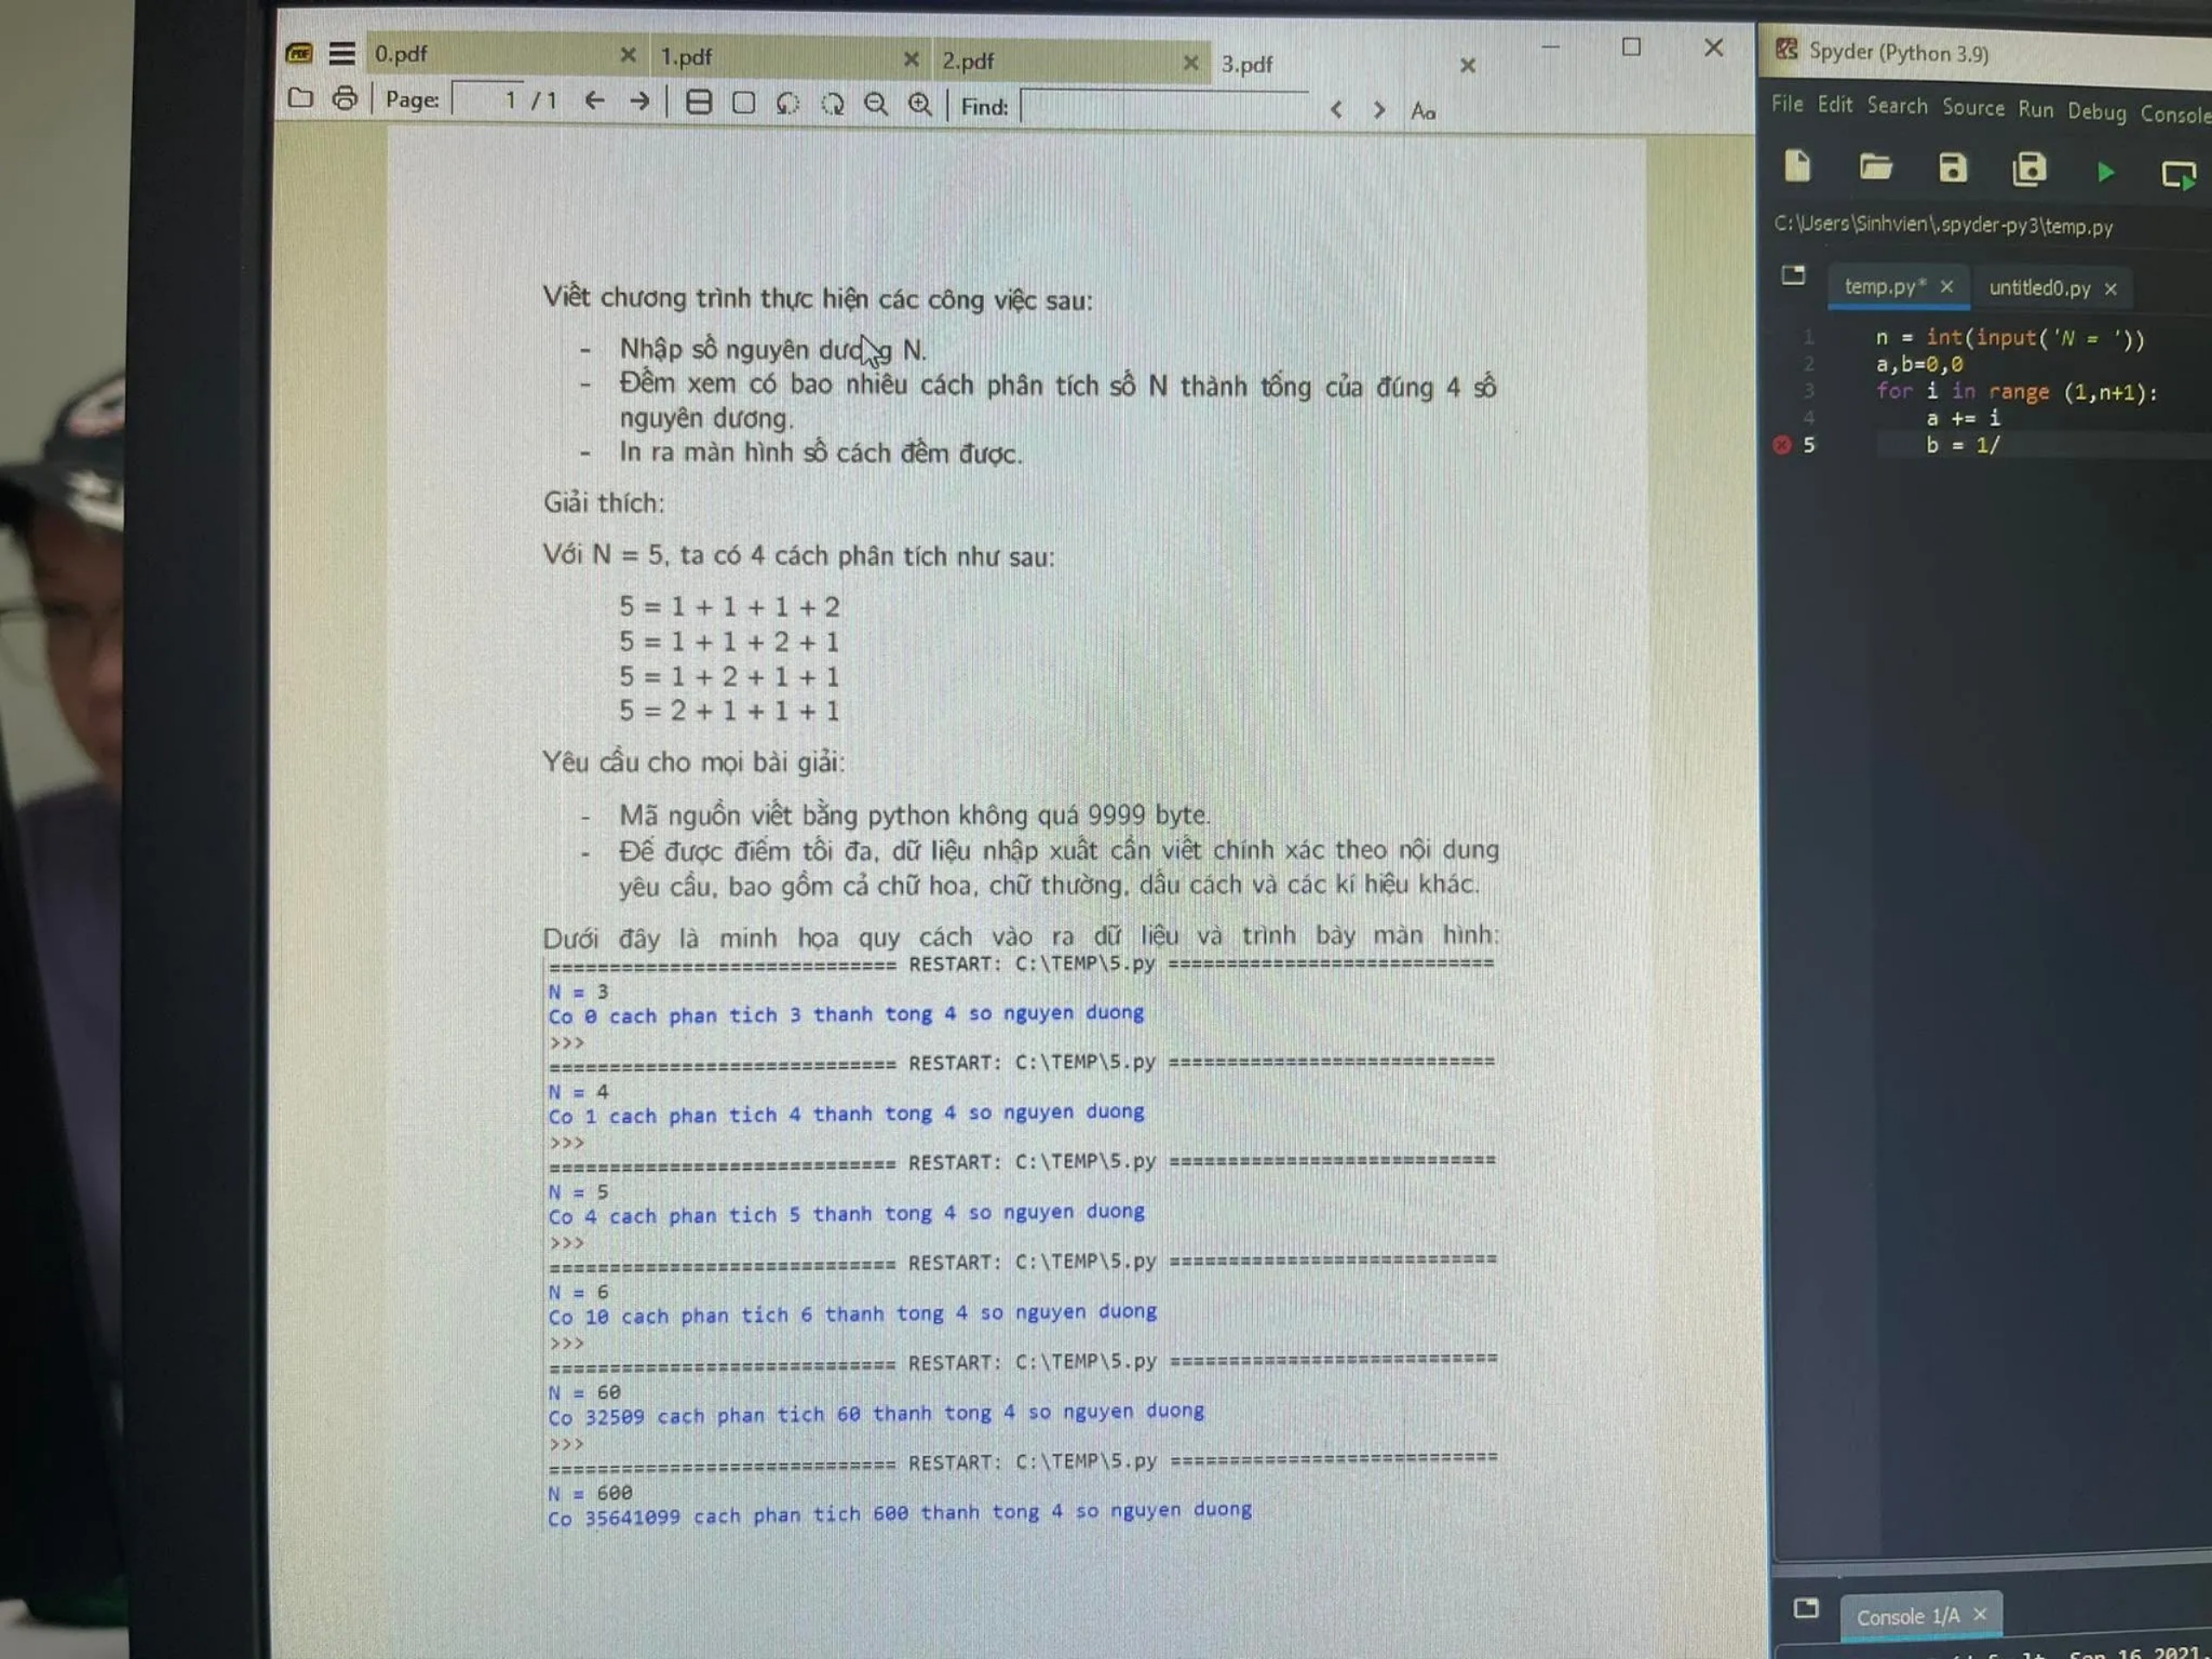 0.pdf
1.pdf
2.pdf
3.pdf
Page: 1 / 1
Find:
Aa
Viết chương trình thực hiện các công việc sau:
- Nhập số nguyên dương N.
- Đếm xem có bao nhiêu cách phân tích số N thành tổng của đúng 4 số
nguyên dương.
- In ra màn hình số cách đếm được.
Giải thích:
Với N = 5, ta có 4 cách phân tích như sau:
5 = 1 + 1 + 1 + 2
5 = 1 + 1 + 2 + 1
5 = 1 + 2 + 1 + 1
5 = 2 + 1 + 1 + 1
Yêu cầu cho mọi bài giải:
- Mã nguồn viết bằng python không quá 9999 byte.
- Để được điểm tối đa, dữ liệu nhập xuất cần viết chính xác theo nội dung
yêu cầu, bao gồm cả chữ hoa, chữ thường, dấu cách và các kí hiệu khác.
Dưới đây là minh họa quy cách vào ra dữ liệu và trình bày màn hình:
============================= RESTART: C:\TEMP\5.py ===========================
N = 3
Co 0 cach phan tich 3 thanh tong 4 so nguyen duong
>>>
============================= RESTART: C:\TEMP\5.py ===========================
N = 4
Co 1 cach phan tich 4 thanh tong 4 so nguyen duong
>>>
============================= RESTART: C:\TEMP\5.py ===========================
N = 5
Co 4 cach phan tich 5 thanh tong 4 so nguyen duong
>>>
============================= RESTART: C:\TEMP\5.py ===========================
N = 6
Co 10 cach phan tich 6 thanh tong 4 so nguyen duong
>>>
============================= RESTART: C:\TEMP\5.py ===========================
N = 60
Co 32509 cach phan tich 60 thanh tong 4 so nguyen duong
>>>
============================= RESTART: C:\TEMP\5.py ===========================
N = 600
Co 35641099 cach phan tich 600 thanh tong 4 so nguyen duong
Spyder (Python 3.9)
File Edit Search Source Run Debug Console
C:\Users\Sinhvien\.spyder-py3\temp.py
temp.py*
untitled0.py
1 n = int(input('N = '))
2 a,b=0,0
3 for i in range (1,n+1):
4 a += i
5 b = 1/
Console 1/A
Sep 16 2021